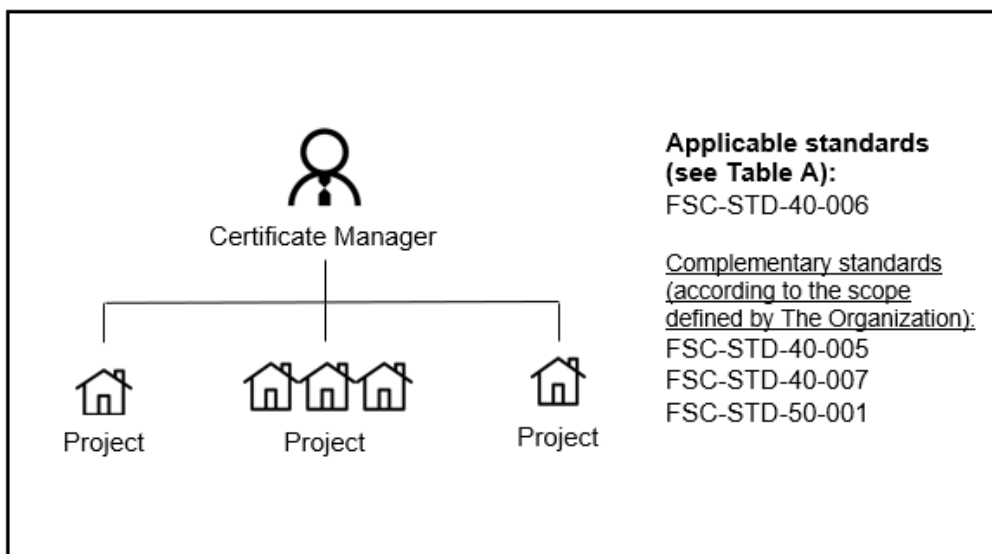 Applicable standards
(see Table A):
FSC-STD-40-006
Certificate Manager
Complementary standards
(according to the scope
defined by The Organization):
FSC-STD-40-005
FSC-STD-40-007
FSC-STD-50-001
Project
Project
Project